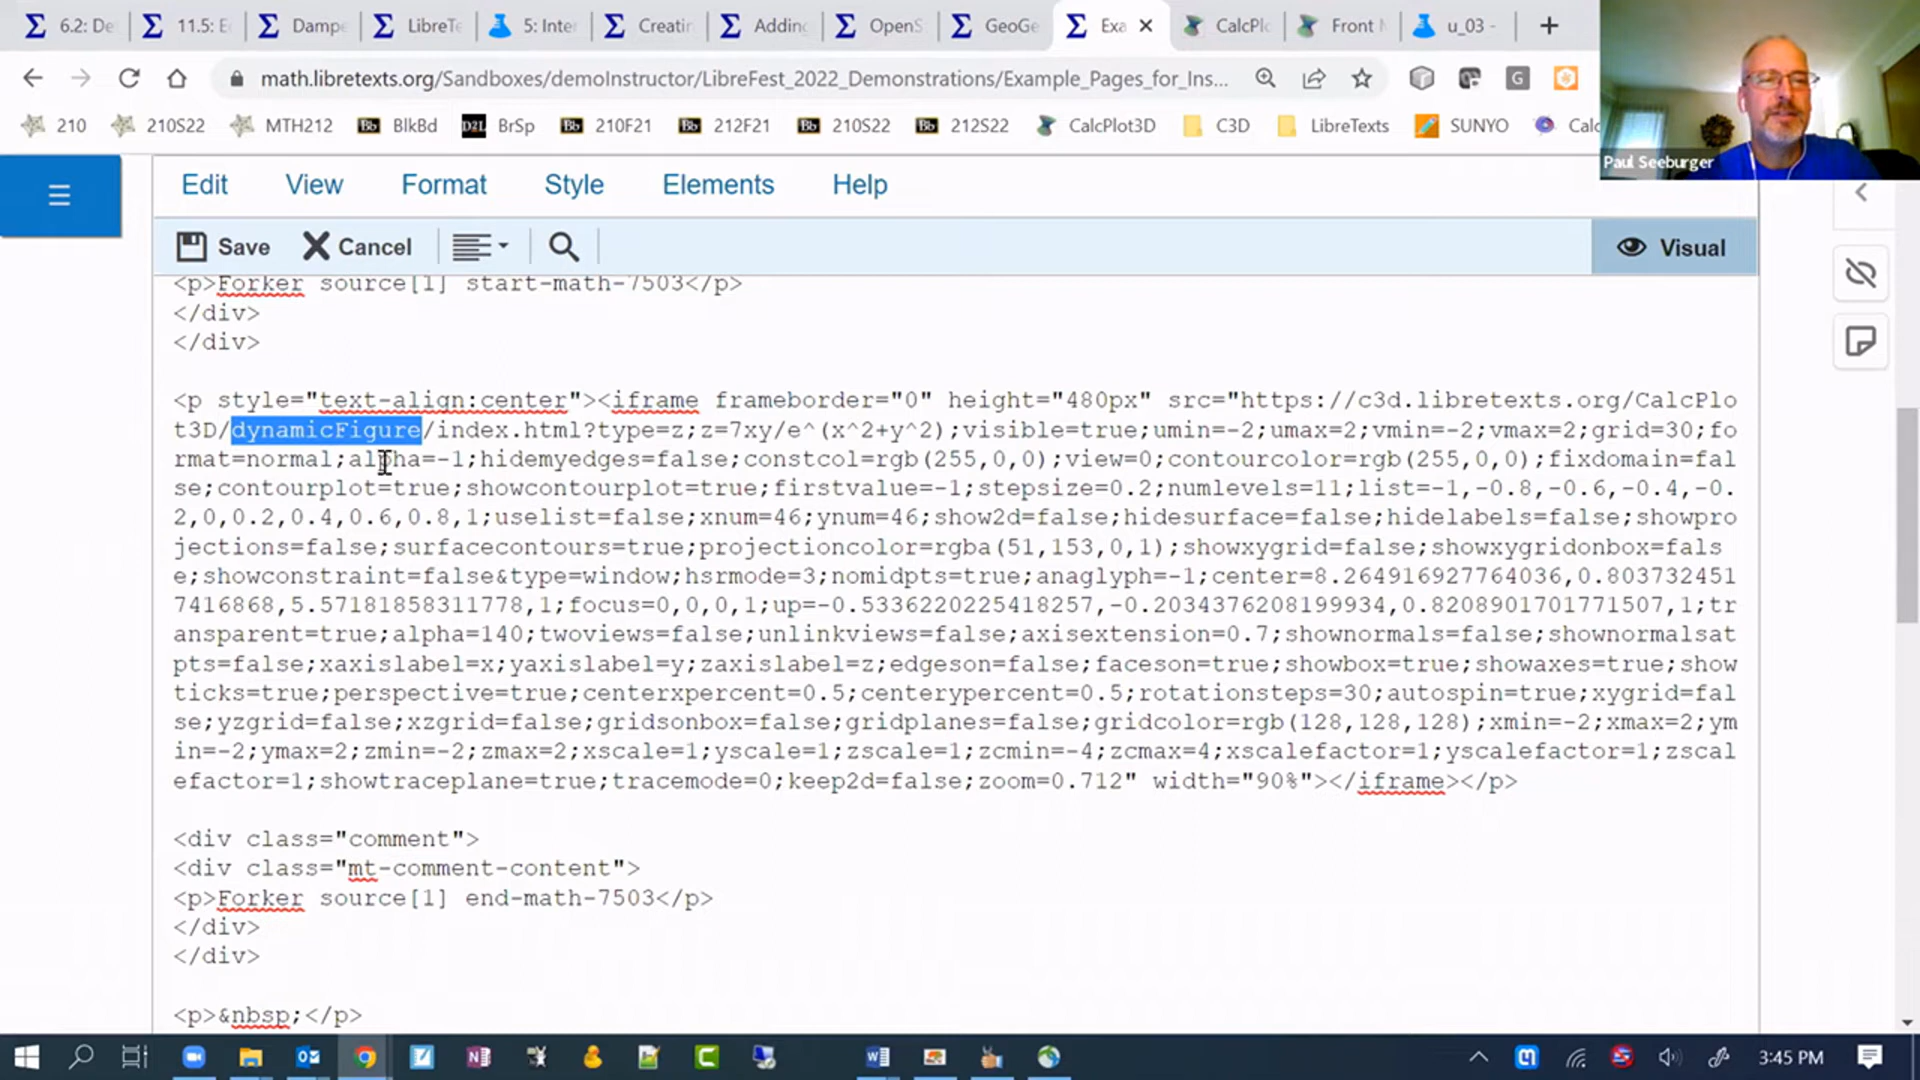 6.2: De
11.5: E
Dampe
LibreTe
5: Inter
Creatin
Adding
OpenS
GeoGe
Exa
CalcPlo
Front M
u_03 -
math.libretexts.org/Sandboxes/demoInstructor/LibreFest_2022_Demonstrations/Example_Pages_for_Ins...
G
210
210S22
MTH212
Bb BlkBd
D2L BrSp
Bb 210F21
Bb 212F21
Bb 210S22
Bb 212S22
CalcPlot3D
C3D
LibreTexts
SUNYO
Calc
Paul Seeburger
Edit View Format Style Elements Help
Save Cancel Visual
<p>Forker source[1] start-math-7503</p>
</div>
</div>
<p style="text-align:center"><iframe frameborder="0" height="480px" src="https://c3d.libretexts.org/CalcPlo
t3D/dynamicFigure/index.html?type=z;z=7xy/e^(x^2+y^2);visible=true;umin=-2;umax=2;vmin=-2;vmax=2;grid=30;fo
rmat=normal;alpha=-1;hidemyedges=false;constcol=rgb(255,0,0);view=0;contourcolor=rgb(255,0,0);fixdomain=fal
se;contourplot=true;showcontourplot=true;firstvalue=-1;stepsize=0.2;numlevels=11;list=-1,-0.8,-0.6,-0.4,-0.
2,0,0.2,0.4,0.6,0.8,1;uselist=false;xnum=46;ynum=46;show2d=false;hidesurface=false;hidelabels=false;showpro
jections=false;surfacecontours=true;projectioncolor=rgba(51,153,0,1);showxygrid=false;showxygridonbox=fals
e;showconstraint=false&type=window;hsrmode=3;nomidpts=true;anaglyph=-1;center=8.264916927764036,0.803732451
7416868,5.57181858311778,1;focus=0,0,0,1;up=-0.5336220225418257,-0.2034376208199934,0.8208901701771507,1;tr
ansparent=true;alpha=140;twoviews=false;unlinkviews=false;axisextension=0.7;shownormals=false;shownormalsat
pts=false;xaxislabel=x;yaxislabel=y;zaxislabel=z;edgeson=false;faceson=true;showbox=true;showaxes=true;show
ticks=true;perspective=true;centerxpercent=0.5;centerypercent=0.5;rotationsteps=30;autospin=true;xygrid=fal
se;yzgrid=false;xzgrid=false;gridsonbox=false;gridplanes=false;gridcolor=rgb(128,128,128);xmin=-2;xmax=2;ym
in=-2;ymax=2;zmin=-2;zmax=2;xscale=1;yscale=1;zscale=1;zcmin=-4;zcmax=4;xscalefactor=1;yscalefactor=1;zscal
efactor=1;showtraceplane=true;tracemode=0;keep2d=false;zoom=0.712" width="90%"></iframe></p>
<div class="comment">
<div class="mt-comment-content">
<p>Forker source[1] end-math-7503</p>
</div>
</div>
<p>&nbsp;</p>
3:45 PM